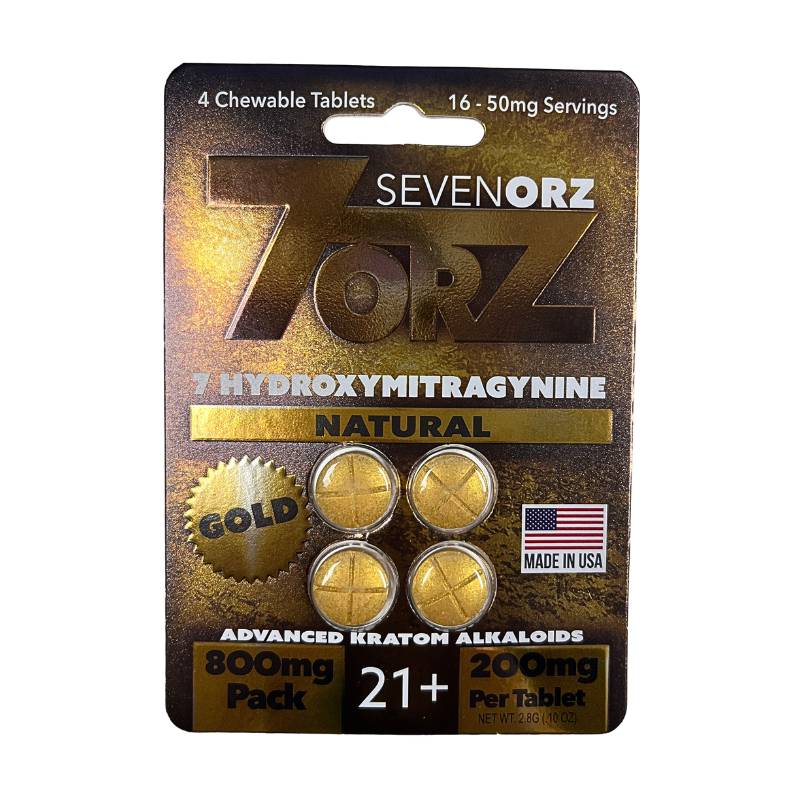 4 Chewable Tablets
16 - 50mg Servings
SEVENORZ
7ORZ
7 HYDROXYMITRAGYNINE
NATURAL
GOLD
MADE IN USA
ADVANCED KRATOM ALKALOIDS
800mg
Pack
21+
200mg
Per Tablet
NET WT. 2.8G (.10 OZ)